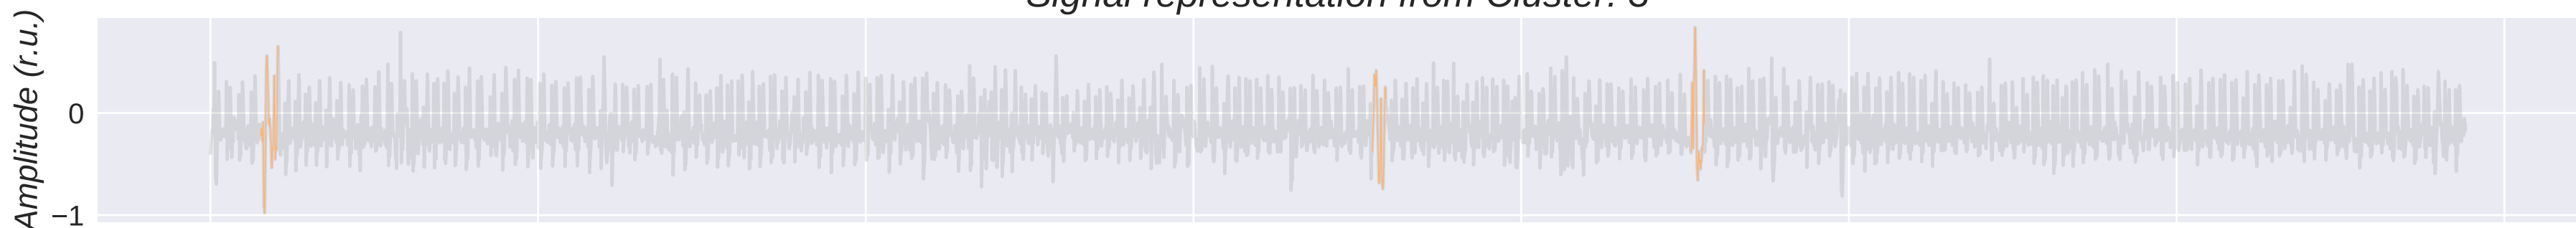 Signal representation from Cluster:
Amplitude (r.u.)
0
−1